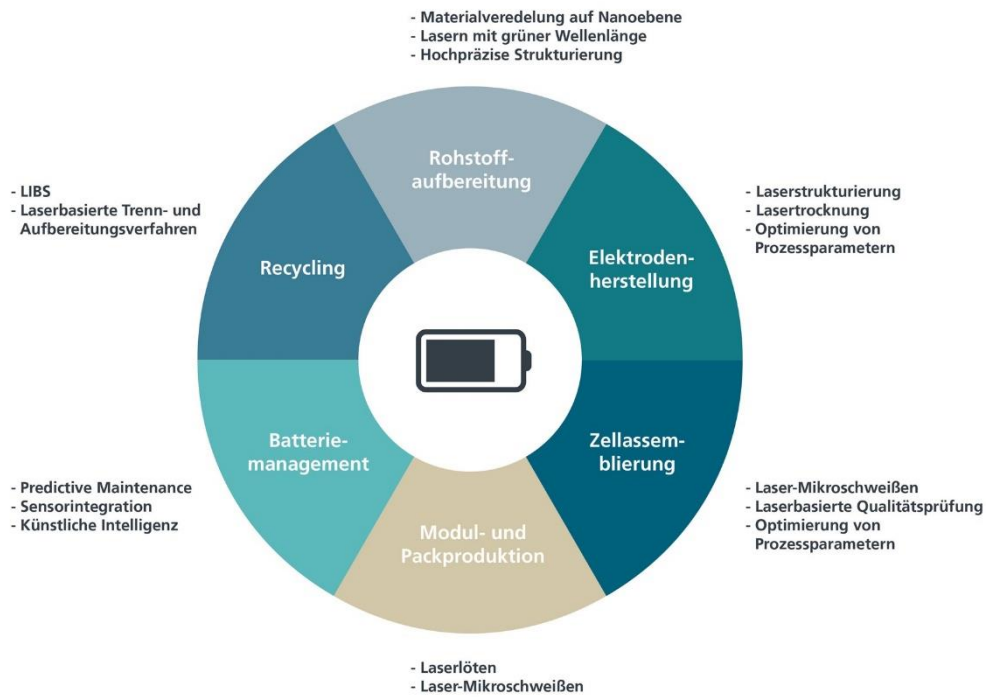 - Materialveredelung auf Nanoebene
- Lasern mit grüner Wellenlänge
- Hochpräzise Strukturierung
Rohstoff-
aufbereitung
- Laserstrukturierung
- Lasertrocknung
- Optimierung von
Prozessparametern
Elektroden-
herstellung
Zellassem-
blierung
- Laser-Mikroschweißen
- Laserbasierte Qualitätsprüfung
- Optimierung von
Prozessparametern
Modul- und
Packproduktion
- Laserlöten
- Laser-Mikroschweißen
Batterie-
management
- Predictive Maintenance
- Sensorintegration
- Künstliche Intelligenz
Recycling
- LIBS
- Laserbasierte Trenn- und
Aufbereitungsverfahren